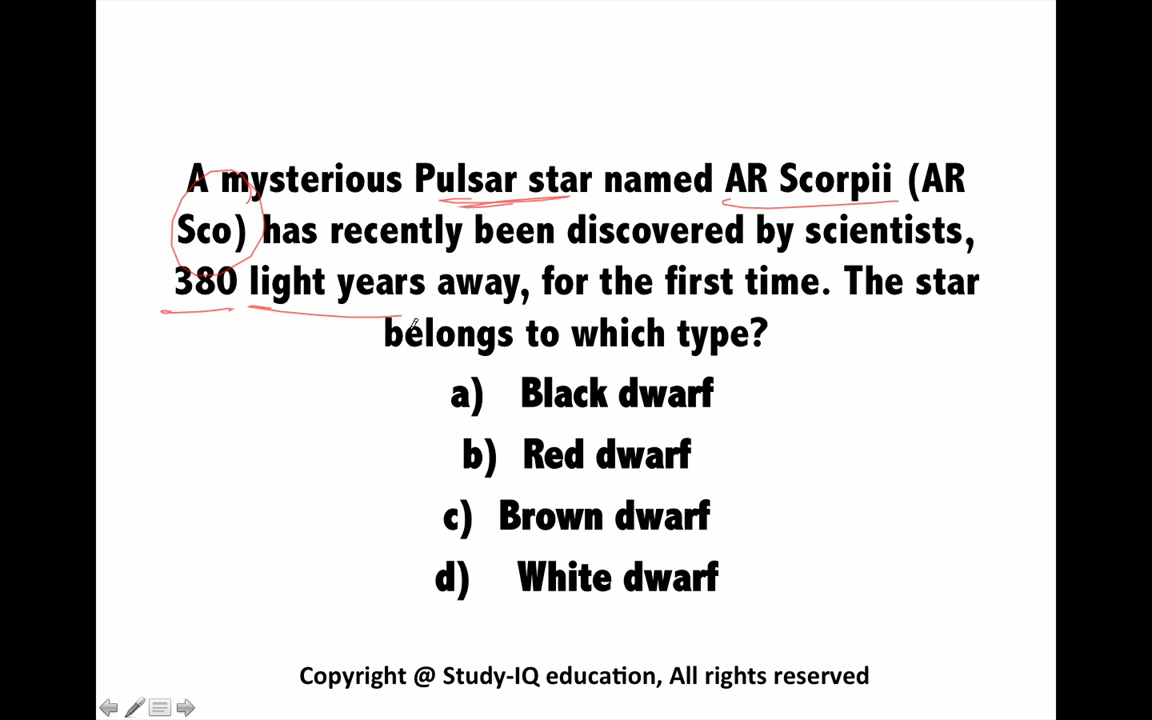 A mysterious Pulsar star named AR Scorpii (AR
Sco) has recently been discovered by scientists,
380 light years away, for the first time. The star
belongs to which type?
a) Black dwarf
b) Red dwarf
c) Brown dwarf
d) White dwarf
Copyright @ Study-IQ education, All rights reserved